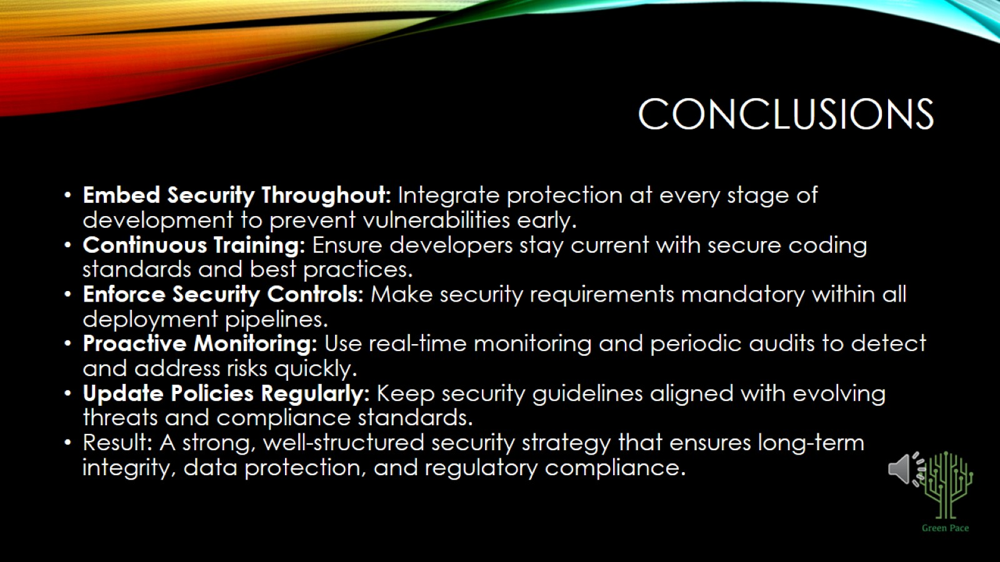 CONCLUSIONS
• Embed Security Throughout: Integrate protection at every stage of
development to prevent vulnerabilities early.
• Continuous Training: Ensure developers stay current with secure coding
standards and best practices.
• Enforce Security Controls: Make security requirements mandatory within all
deployment pipelines.
• Proactive Monitoring: Use real-time monitoring and periodic audits to detect
and address risks quickly.
• Update Policies Regularly: Keep security guidelines aligned with evolving
threats and compliance standards.
• Result: A strong, well-structured security strategy that ensures long-term
integrity, data protection, and regulatory compliance.
Green Pace